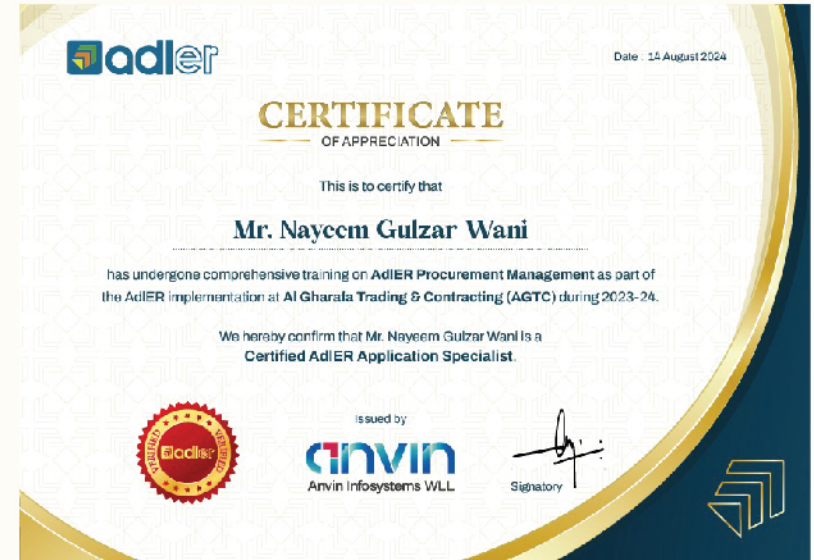 adler
Date : 14 August 2024
CERTIFICATE
OF APPRECIATION
This is to certify that
Mr. Nayeem Gulzar Wani
has undergone comprehensive training on AdlER Procurement Management as part of
the AdlER implementation at Al Gharafa Trading & Contracting (AGTC) during 2023-24.
We hereby confirm that Mr. Nayeem Gulzar Wani is a
Certified AdlER Application Specialist.
VERIFIED
adler
VERIFIED
Issued by
anvin
Anvin Infosystems WLL
Signatory